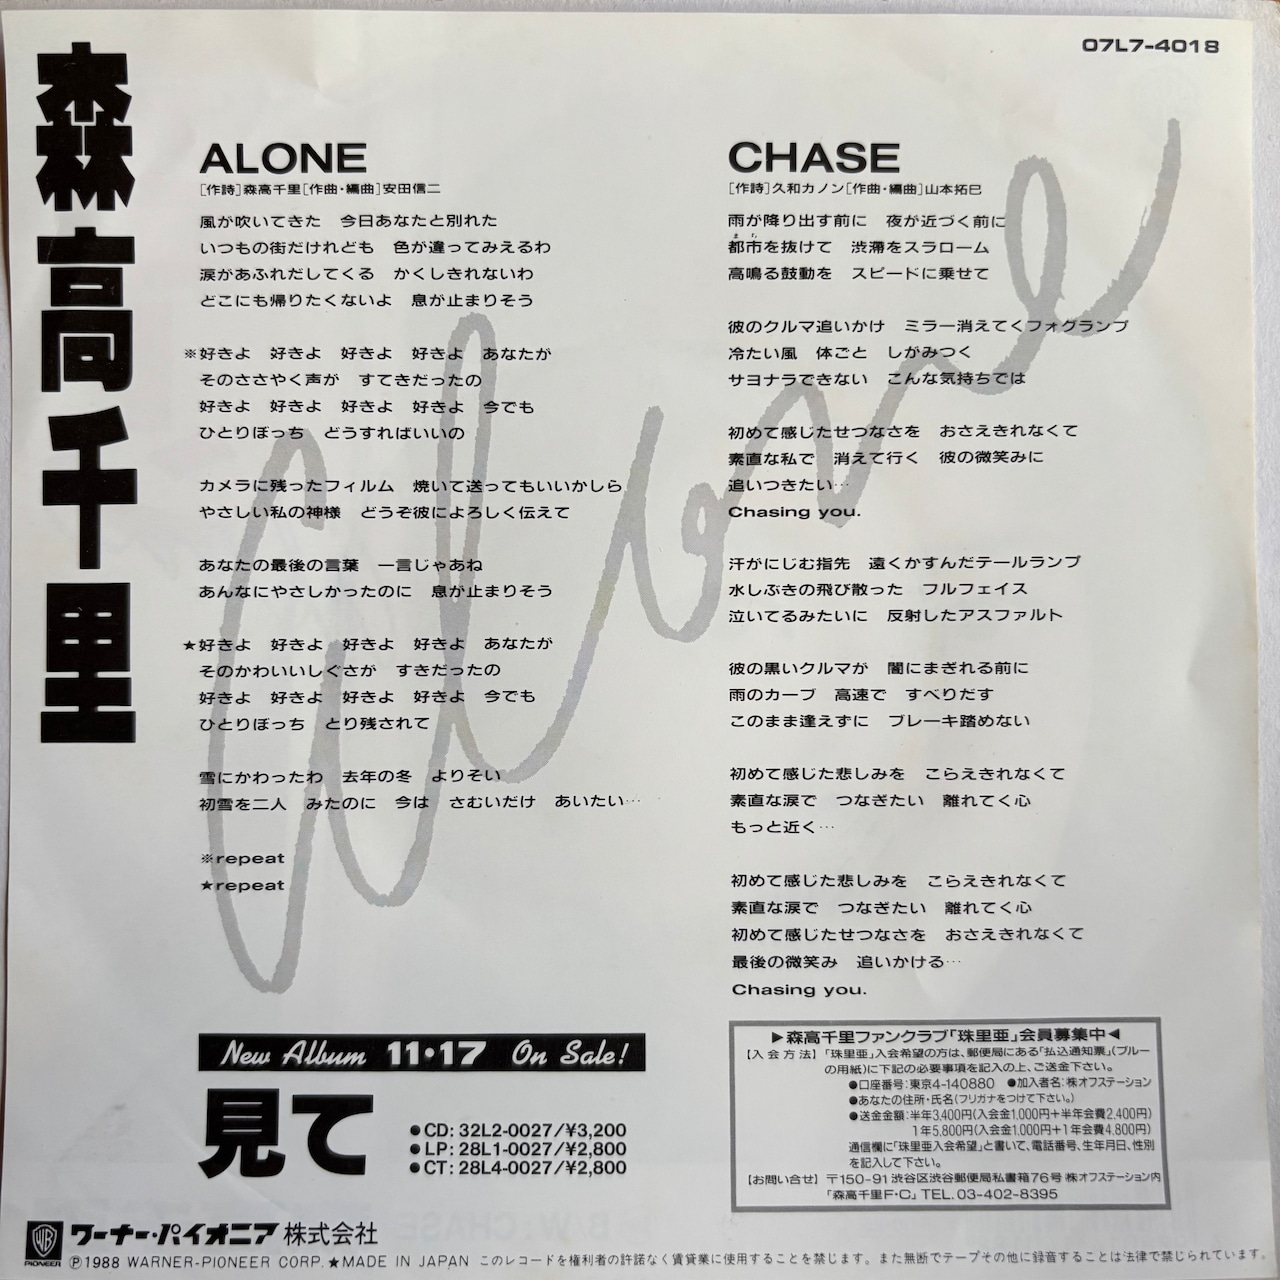 07L7-4018
森高千里
ALONE
[作詩]森高千里[作曲・編曲]安田信二
風が吹いてきた　今日あなたと別れた
いつもの街だけれども　色が違ってみえるわ
涙があふれだしてくる　かくしきれないわ
どこにも帰りたくないよ　息が止まりそう
※好きよ　好きよ　好きよ　好きよ　あなたが
そのささやく声が　すてきだったの
好きよ　好きよ　好きよ　好きよ　今でも
ひとりぼっち　どうすればいいの
カメラに残ったフィルム　焼いて送ってもいいかしら
やさしい私の神様　どうぞ彼によろしく伝えて
あなたの最後の言葉　一言じゃあね
あんなにやさしかったのに　息が止まりそう
★好きよ　好きよ　好きよ　好きよ　あなたが
そのかわいいしぐさが　すきだったの
好きよ　好きよ　好きよ　好きよ　今でも
ひとりぼっち　とり残されて
雪にかわったわ　去年の冬　よりそい
初雪を二人　みたのに　今は　さむいだけ　あいたい…
※repeat
★repeat
Alone
CHASE
[作詩]久和カノン[作曲・編曲]山本拓巳
雨が降り出す前に　夜が近づく前に
まち
都市を抜けて　渋滞をスラローム
高鳴る鼓動を　スピードに乗せて
彼のクルマ追いかけ　ミラー消えてくフォグランプ
冷たい風　体ごと　しがみつく
サヨナラできない　こんな気持ちでは
初めて感じたせつなさを　おさえきれなくて
素直な私で　消えて行く　彼の微笑みに
追いつきたい…
Chasing you.
汗がにじむ指先　遠くかすんだテールランプ
水しぶきの飛び散った　フルフェイス
泣いてるみたいに　反射したアスファルト
彼の黒いクルマが　闇にまぎれる前に
雨のカーブ　高速で　すべりだす
このまま逢えずに　ブレーキ踏めない
初めて感じた悲しみを　こらえきれなくて
素直な涙で　つなぎたい　離れてく心
もっと近く…
初めて感じた悲しみを　こらえきれなくて
素直な涙で　つなぎたい　離れてく心
初めて感じたせつなさを　おさえきれなくて
最後の微笑み　追いかける…
Chasing you.
New Album 11・17 On Sale!
見て
●CD: 32L2-0027/¥3,200
●LP: 28L1-0027/¥2,800
●CT: 28L4-0027/¥2,800
▶森高千里ファンクラブ「珠里亜」会員募集中◀
【入会方法】「珠里亜」入会希望の方は、郵便局にある「払込通知票」(ブルー
の用紙)に下記の必要事項を記入の上、ご送金下さい。
●口座番号:東京4-140880　●加入者名:㈱オフステーション
●あなたの住所・氏名(フリガナをつけて下さい。)
●送金金額:半年3,400円(入会金1,000円+半年会費2,400円)
1年5,800円(入会金1,000円+1年会費4,800円)
通信欄に「珠里亜入会希望」と書いて、電話番号、生年月日、性別
を記入して下さい。
【お問い合せ】〒150-91 渋谷区渋谷郵便局私書箱76号 ㈱オフステーション内
「森高千里F・C」 TEL. 03-402-8395
PIONEER
ワーナー・パイオニア株式会社
Ⓟ1988 WARNER-PIONEER CORP. ★MADE IN JAPAN このレコードを権利者の許諾なく賃貸業に使用することを禁じます。また無断でテープその他に録音することは法律で禁じられています。
B/W: CHASE